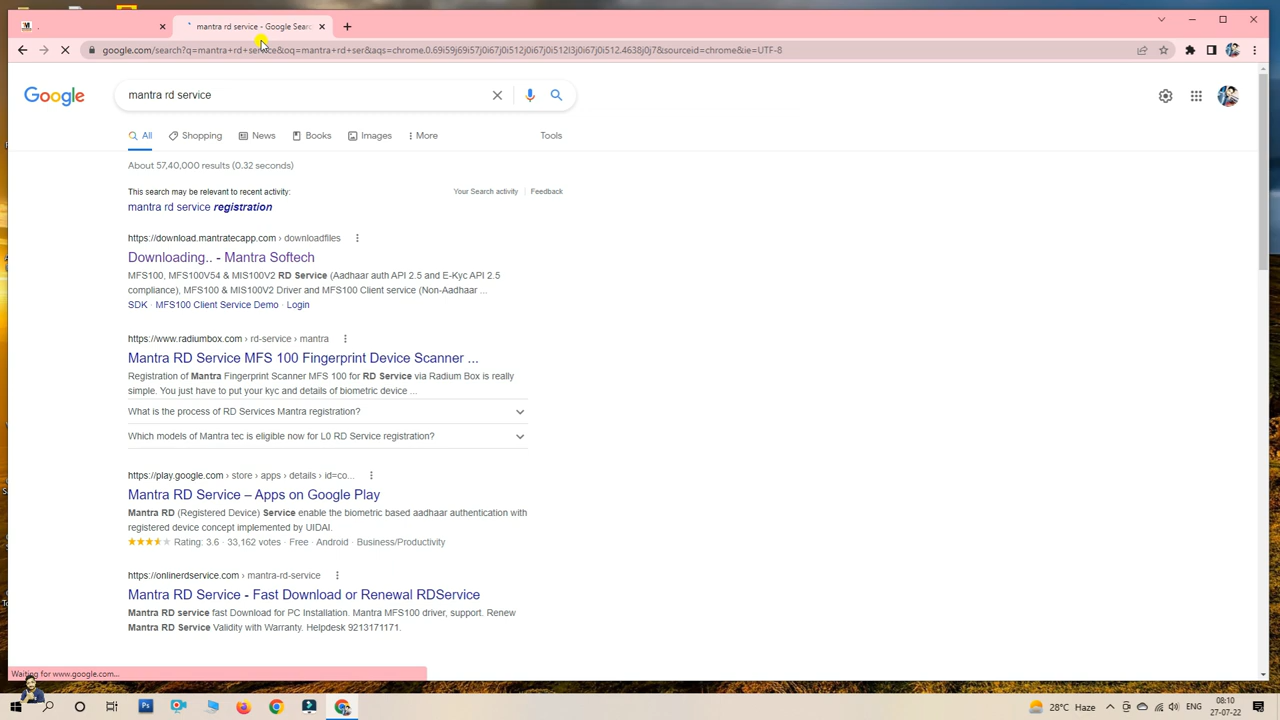 mantra rd service - Google Sear
google.com/search?q=mantra+rd+service&oq=mantra+rd+ser&aqs=chrome.0.69i59j69i57j0i67j0i512j0i67j0i512l3j0i67j0i512.4638j0j7&sourceid=chrome&ie=UTF-8
Google
mantra rd service
All
Shopping
News
Books
Images
More
Tools
About 57,40,000 results (0.32 seconds)
This search may be relevant to recent activity:
Your Search activity
Feedback
mantra rd service registration
https://download.mantratecapp.com › downloadfiles
Downloading.. - Mantra Softech
MFS100, MFS100V54 & MIS100V2 RD Service (Aadhaar auth API 2.5 and E-Kyc API 2.5
compliance), MFS100 & MIS100V2 Driver and MFS100 Client service (Non-Aadhaar ...
SDK · MFS100 Client Service Demo · Login
https://www.radiumbox.com › rd-service › mantra
Mantra RD Service MFS 100 Fingerprint Device Scanner ...
Registration of Mantra Fingerprint Scanner MFS 100 for RD Service via Radium Box is really
simple. You just have to put your kyc and details of biometric device ...
What is the process of RD Services Mantra registration?
Which models of Mantra tec is eligible now for L0 RD Service registration?
https://play.google.com › store › apps › details › id=co...
Mantra RD Service – Apps on Google Play
Mantra RD (Registered Device) Service enable the biometric based aadhaar authentication with
registered device concept implemented by UIDAI.
Rating: 3.6 · 33,162 votes · Free · Android · Business/Productivity
https://onlinerdservice.com › mantra-rd-service
Mantra RD Service - Fast Download or Renewal RDService
Mantra RD service fast Download for PC Installation. Mantra MFS100 driver, support. Renew
Mantra RD Service Validity with Warranty. Helpdesk 9213171171.
Waiting for www.google.com...
28°C Haze
ENG
08:10
27-07-22